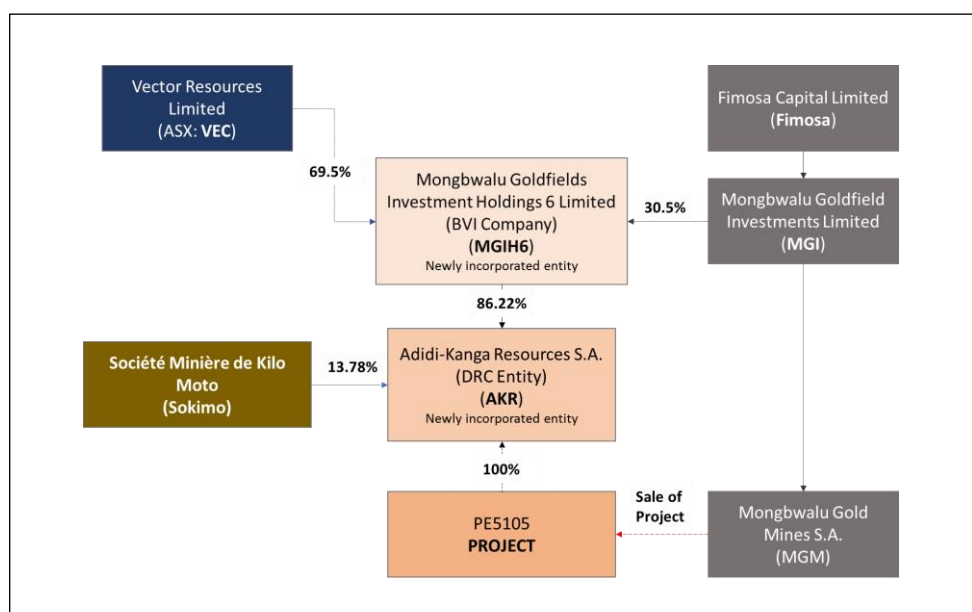 Vector Resources
Limited
(ASX: VEC)
Fimosa Capital Limited
(Fimosa)
69.5%
Mongbwalu Goldfields
Investment Holdings 6 Limited
(BVI Company)
(MGIH6)
Newly incorporated entity
30.5%
Mongbwalu Goldfield
Investments Limited
(MGI)
86.22%
Société Minière de Kilo
Moto
(Sokimo)
13.78%
Adidi-Kanga Resources S.A.
(DRC Entity)
(AKR)
Newly incorporated entity
100%
PE5105
PROJECT
Sale of
Project
Mongbwalu Gold
Mines S.A.
(MGM)